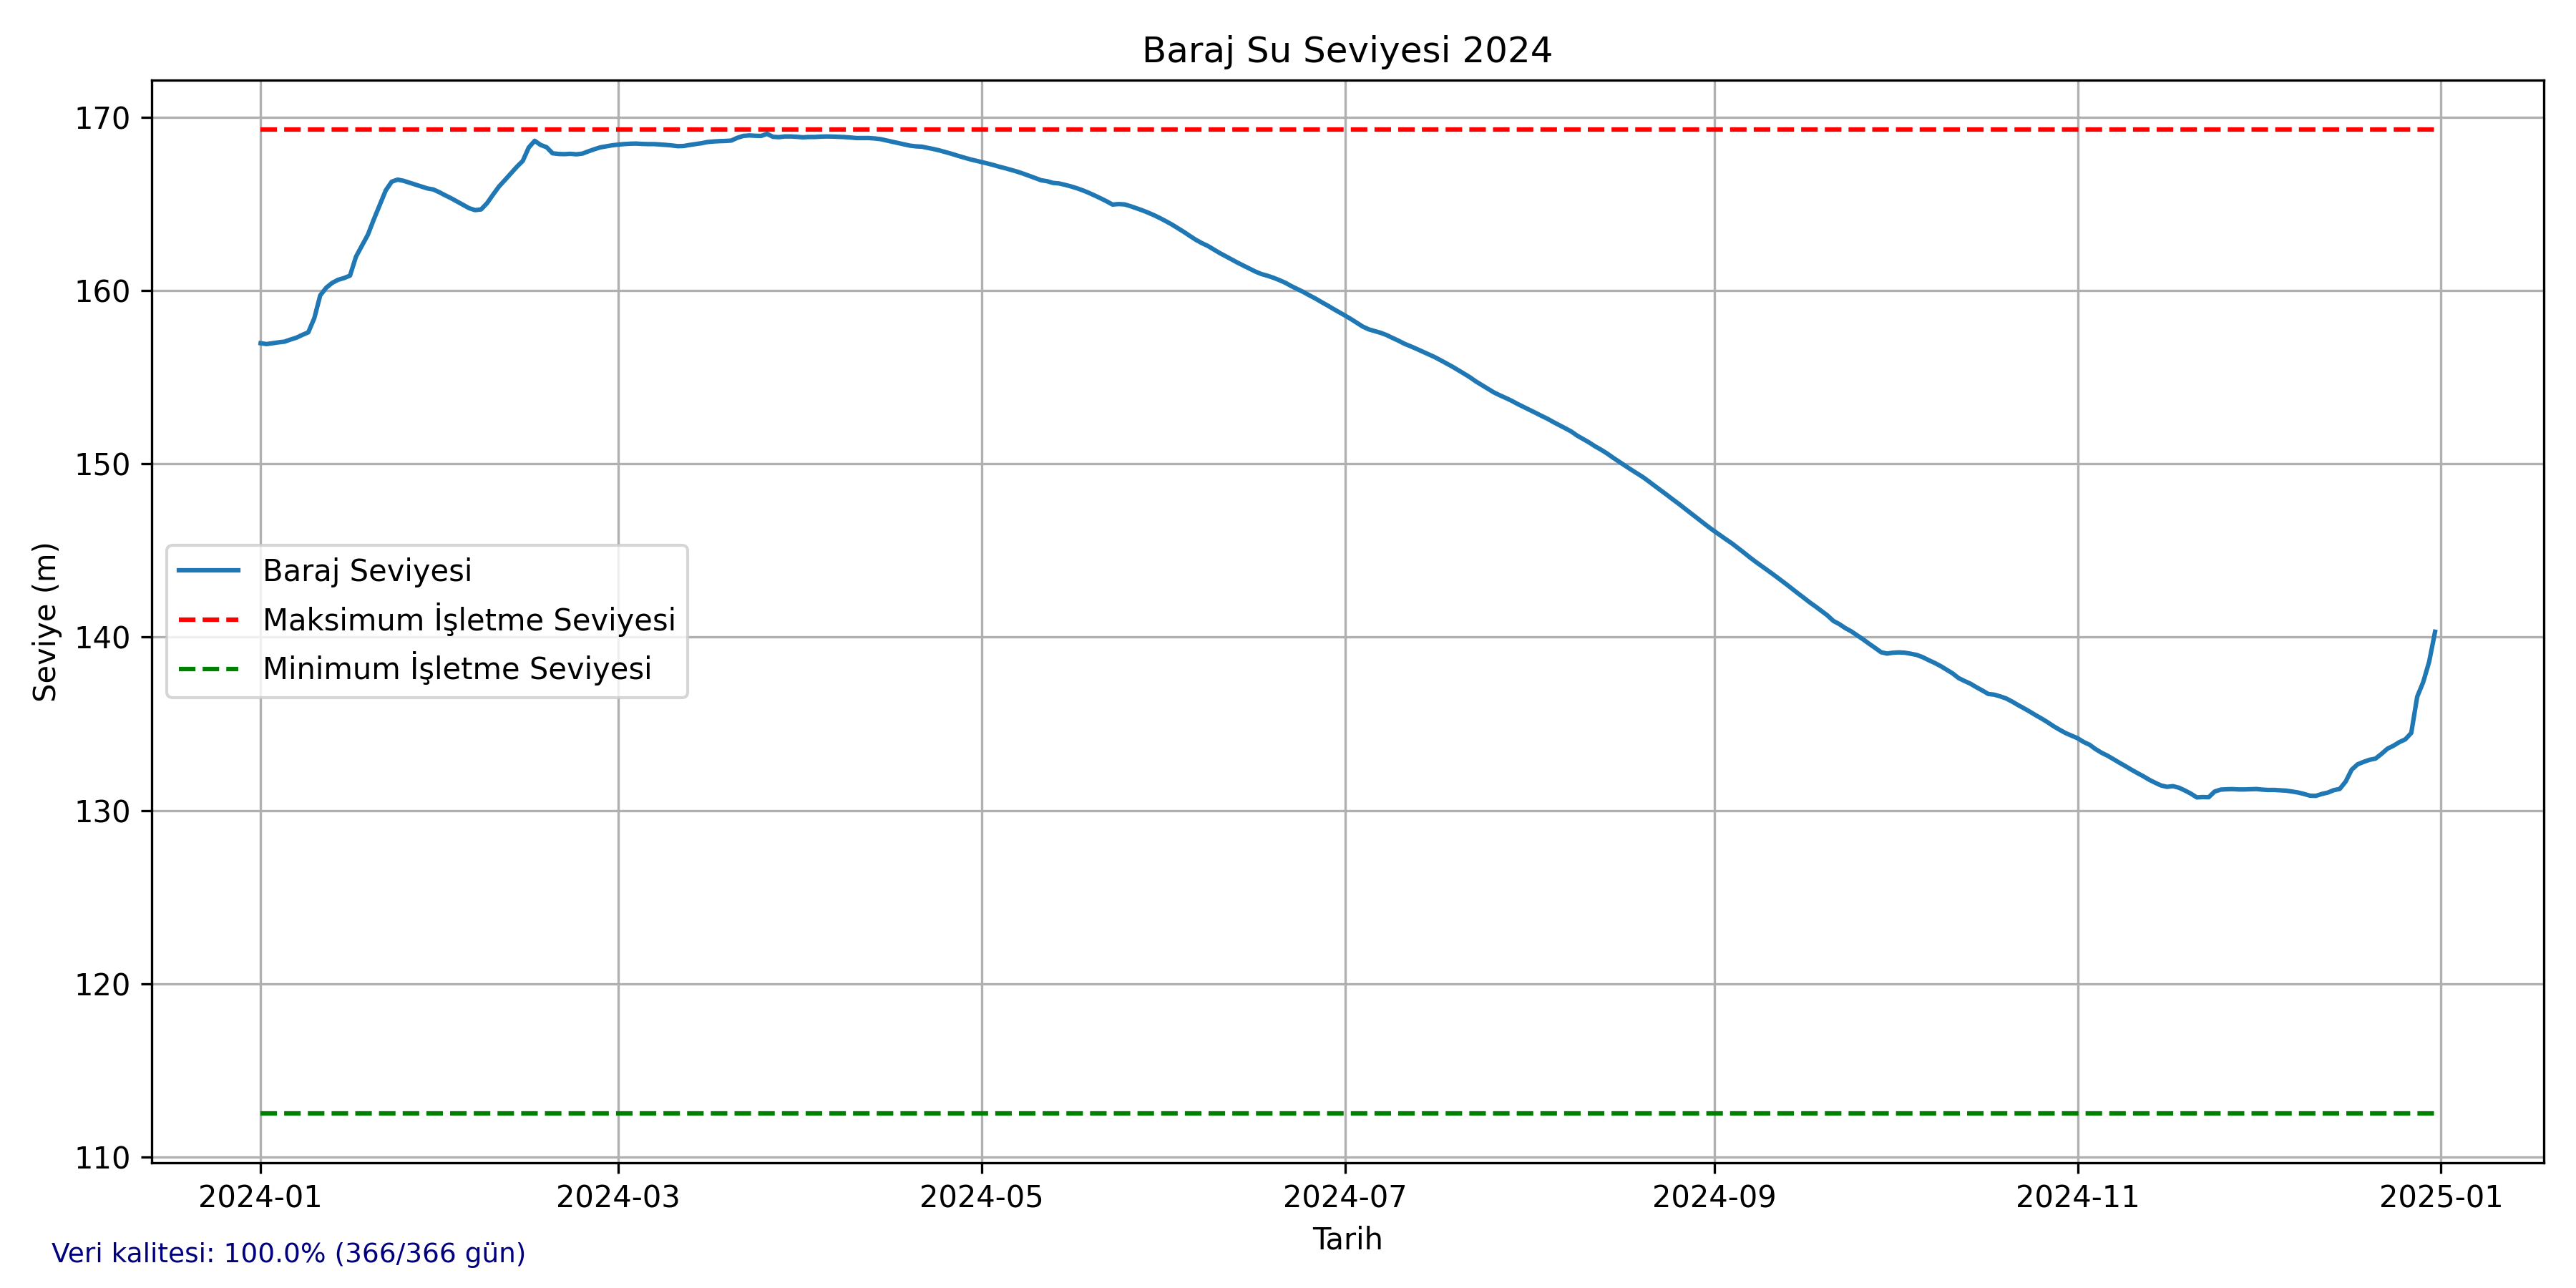 Baraj Su Seviyesi 2024
170
160
150
140
130
120
110
Seviye (m)
Baraj Seviyesi
Maksimum İşletme Seviyesi
Minimum İşletme Seviyesi
2024-01 2024-03 2024-05 2024-07 2024-09 2024-11 2025-01
Tarih
Veri kalitesi: 100.0% (366/366 gün)